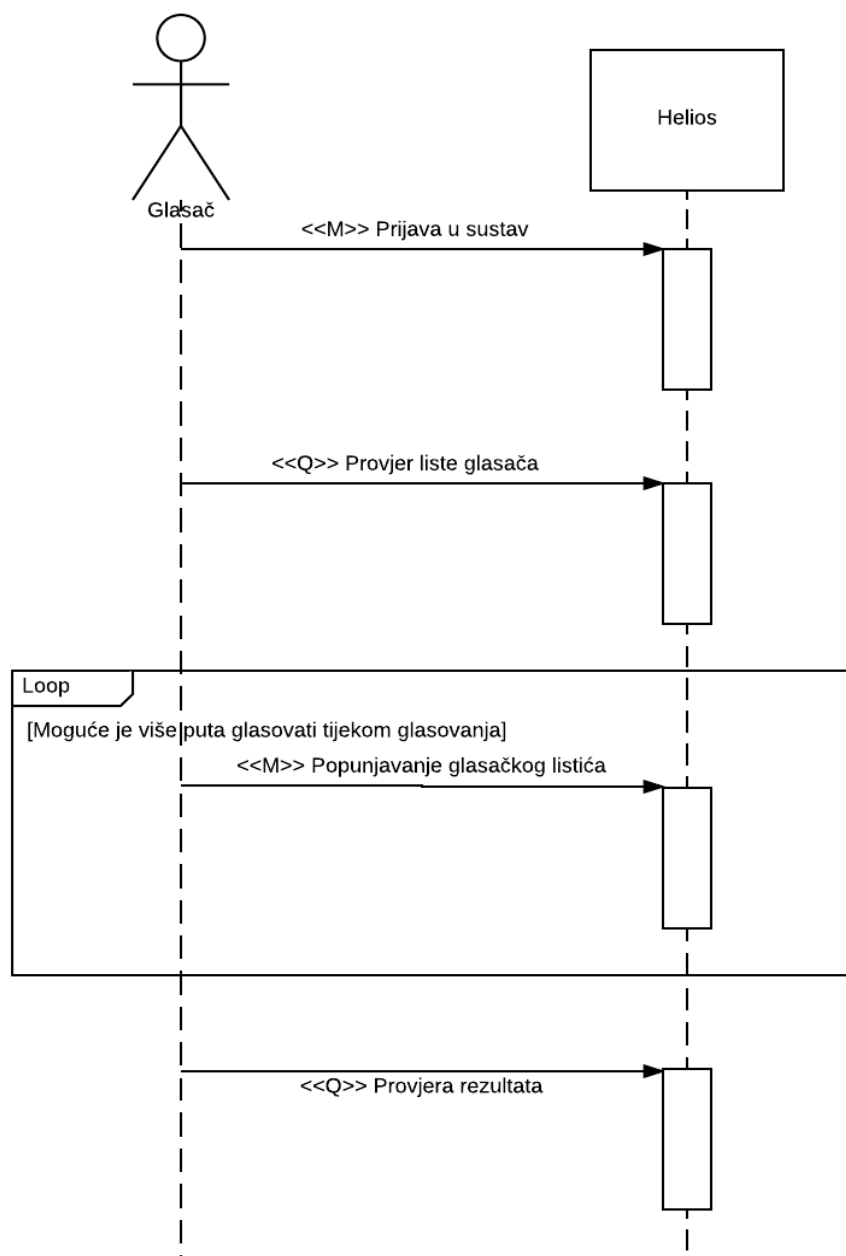 Helios
Glasač
<<M>> Prijava u sustav
<<Q>> Provjer liste glasača
Loop
[Moguće je više puta glasovati tijekom glasovanja]
<<M>> Popunjavanje glasačkog listića
<<Q>> Provjera rezultata